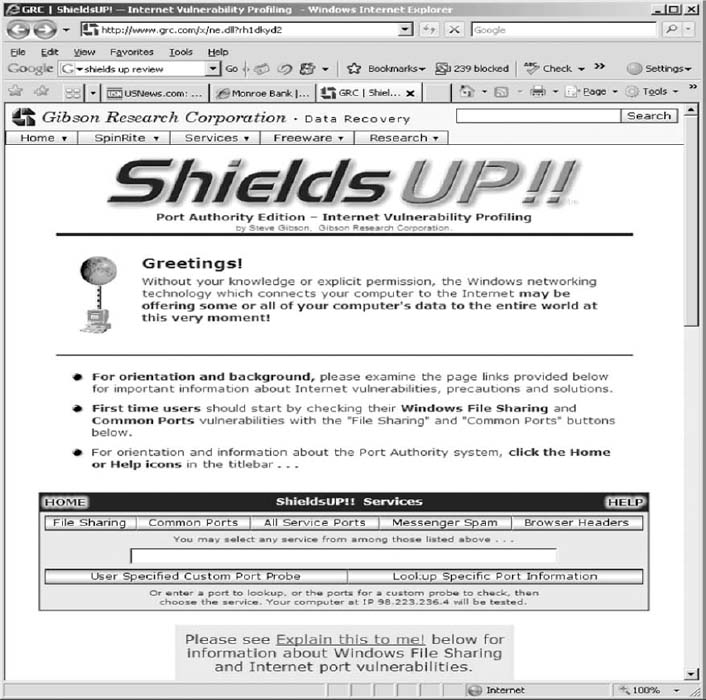 GRC | ShieldsUP! — Internet Vulnerability Profiling - Windows Internet Explorer
http://www.grc.com/x/ne.dll?rh1dkyd2
Google
File Edit View Favorites Tools Help
Google shields up review Go Bookmarks 239 blocked Check » Settings
USNews.com: ... Monroe Bank | ... GRC | Shiel... Page Tools »
Gibson Research Corporation · Data Recovery
Search
Home SpinRite Services Freeware Research
Shields UP!!
Port Authority Edition – Internet Vulnerability Profiling
by Steve Gibson, Gibson Research Corporation.
Greetings!
Without your knowledge or explicit permission, the Windows networking
technology which connects your computer to the Internet may be
offering some or all of your computer's data to the entire world at
this very moment!
For orientation and background, please examine the page links provided below
for important information about Internet vulnerabilities, precautions and solutions.
First time users should start by checking their Windows File Sharing and
Common Ports vulnerabilities with the "File Sharing" and "Common Ports" buttons
below.
For orientation and information about the Port Authority system, click the Home
or Help icons in the titlebar . . .
HOME ShieldsUP!! Services HELP
File Sharing Common Ports All Service Ports Messenger Spam Browser Headers
You may select any service from among those listed above . . .
User Specified Custom Port Probe Lookup Specific Port Information
Or enter a port to lookup, or the ports for a custom probe to check, then
choose the service. Your computer at IP 98.223.236.4 will be tested.
Please see Explain this to me! below for
information about Windows File Sharing
and Internet port vulnerabilities.
Internet 100%